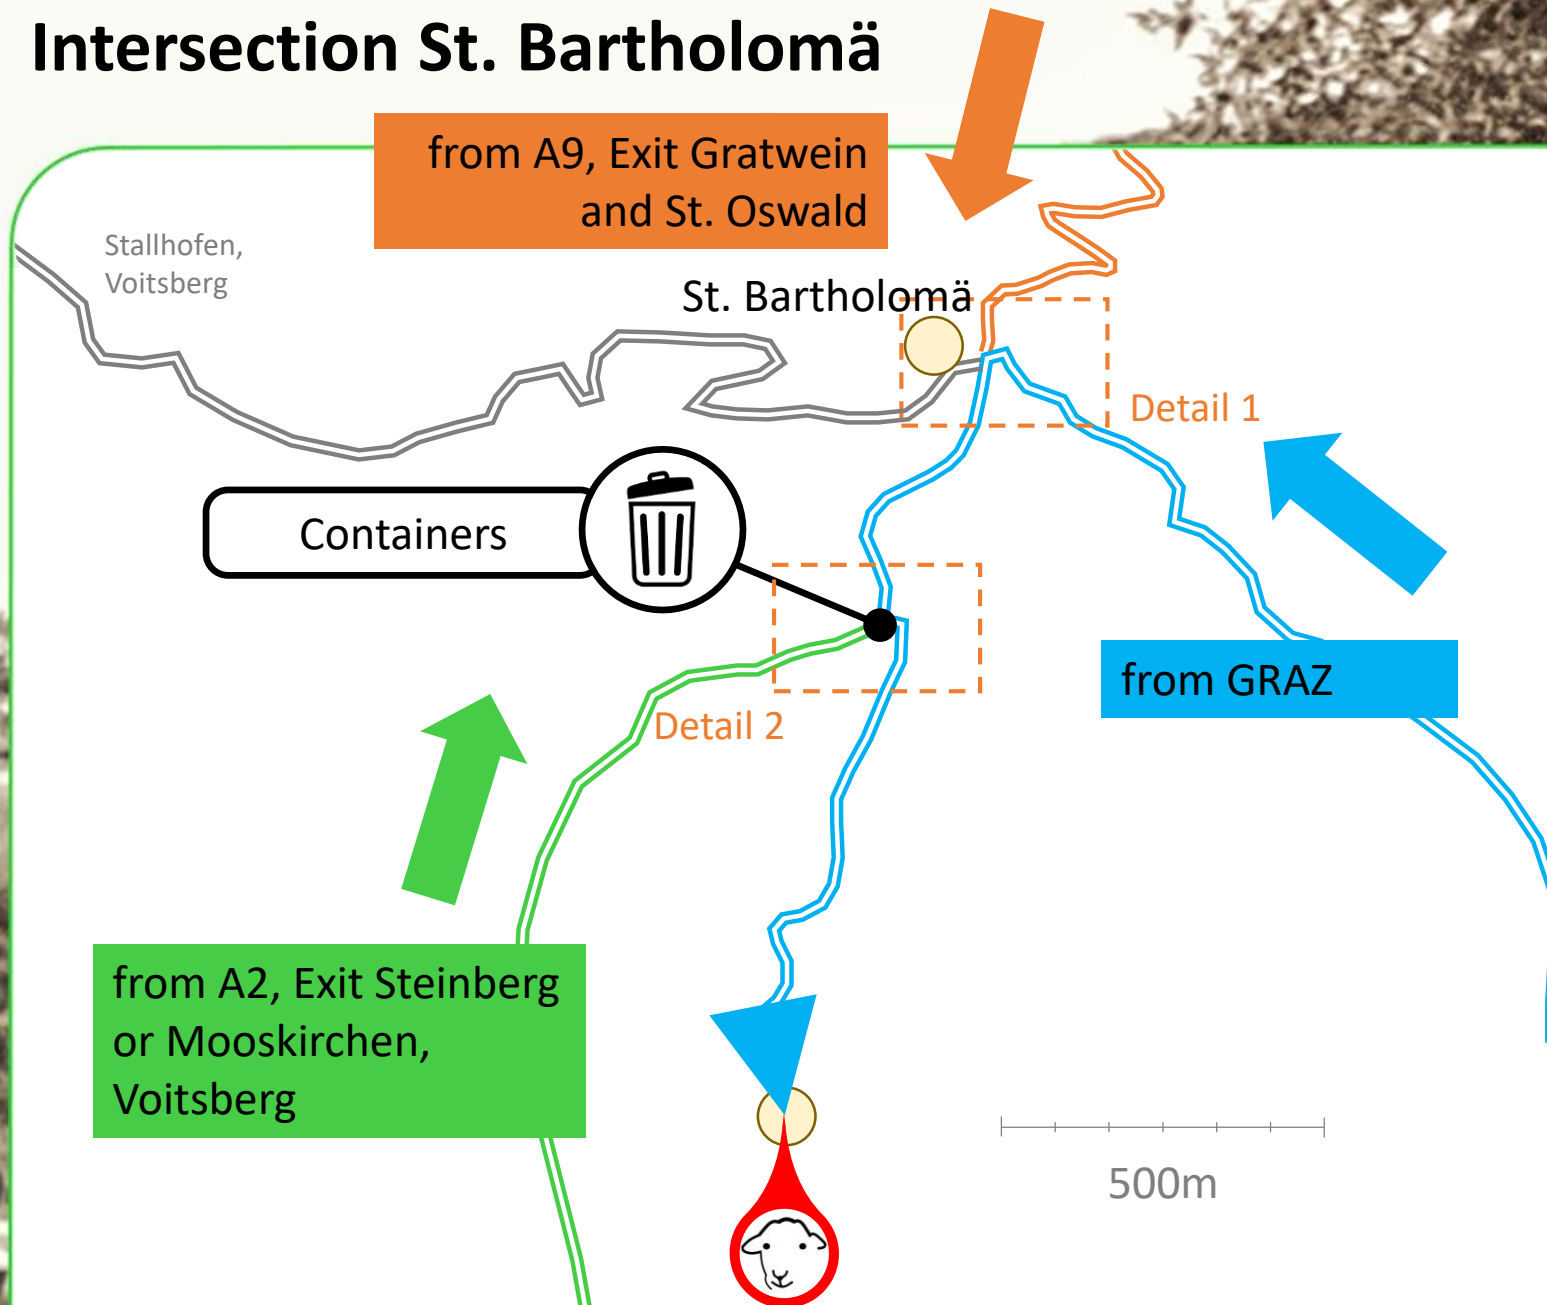 Intersection St. Bartholomä
from A9, Exit Gratwein
and St. Oswald
Stallhofen,
Voitsberg
St. Bartholomä
Detail 1
Containers
from GRAZ
Detail 2
from A2, Exit Steinberg
or Mooskirchen,
Voitsberg
500m